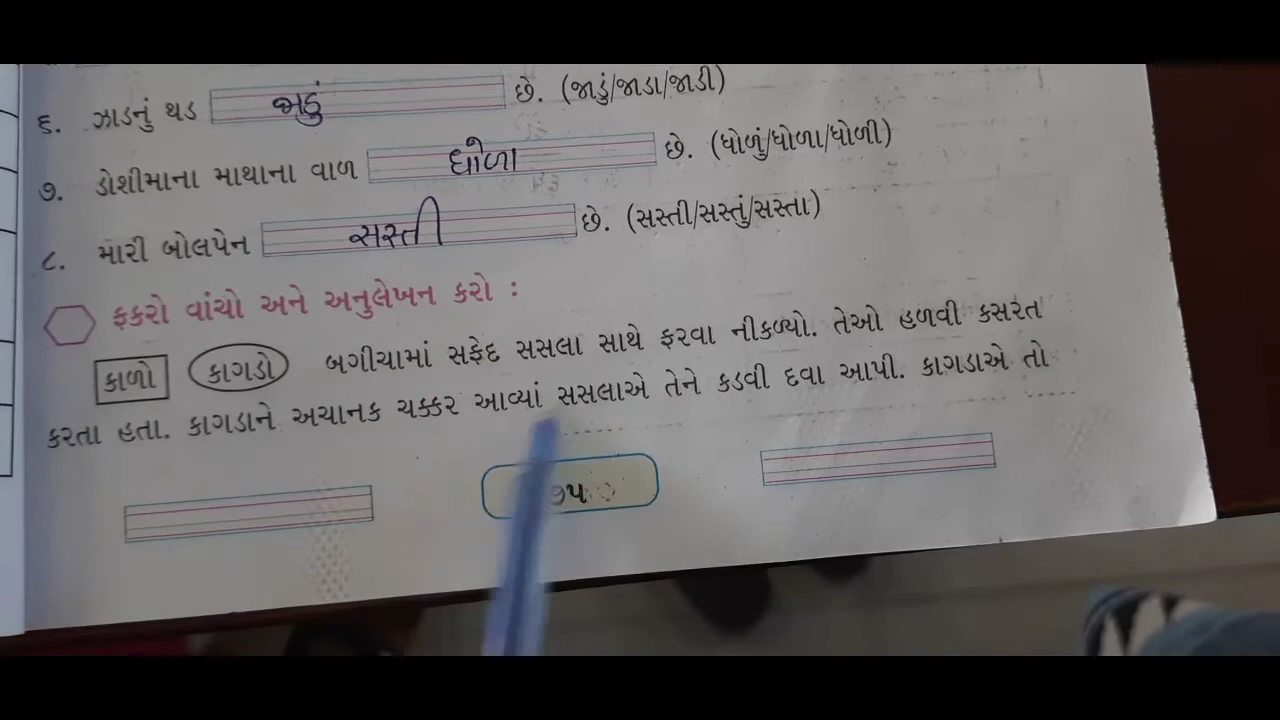 ૬. ઝાડનું થડ જાડું છે. (જાડું/જાડા/જાડી)
૭. ડોશીમાના માથાના વાળ ધોળા છે. (ધોળું/ધોળા/ધોળી)
૮. મારી બોલપેન સસ્તી છે. (સસ્તી/સસ્તું/સસ્તા)
ફકરો વાંચો અને અનુલેખન કરો :
કાળો કાગડો બગીચામાં સફેદ સસલા સાથે ફરવા નીકળ્યો. તેઓ હળવી કસરત
કરતા હતા. કાગડાને અચાનક ચક્કર આવ્યાં સસલાએ તેને કડવી દવા આપી. કાગડાએ તો
૭૫